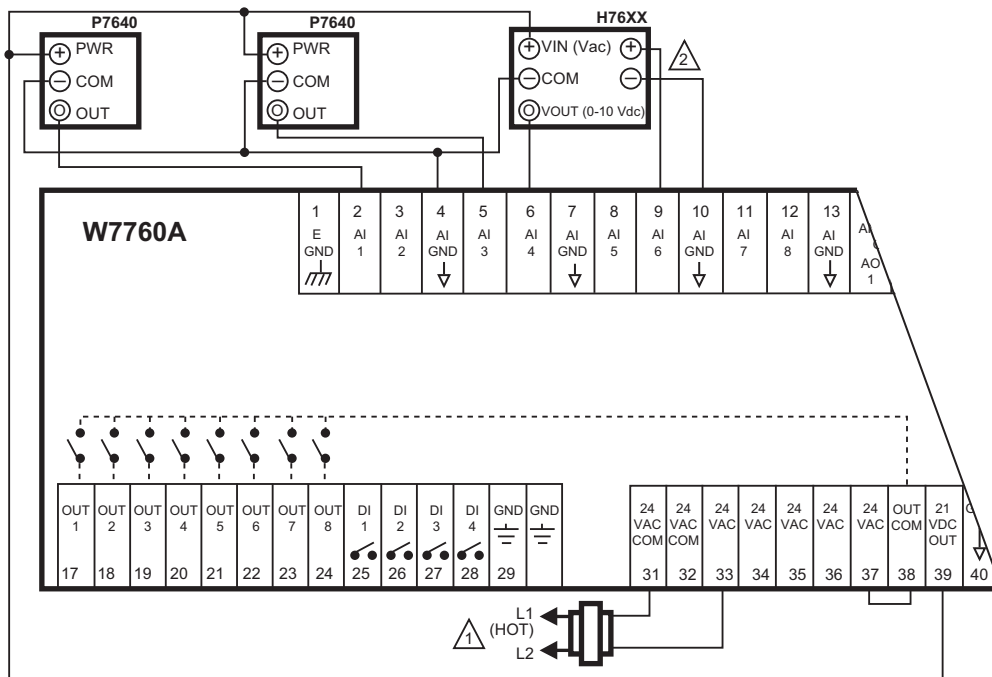 P7640
P7640
H76XX
PWR
COM
OUT
PWR
COM
OUT
VIN (Vac)
COM
VOUT (0-10 Vdc)
2
W7760A
1 E GND
2 AI 1
3 AI 2
4 AI GND
5 AI 3
6 AI 4
7 AI GND
8 AI 5
9 AI 6
10 AI GND
11 AI 7
12 AI 8
13 AI GND
AO 1
OUT 1 17
OUT 2 18
OUT 3 19
OUT 4 20
OUT 5 21
OUT 6 22
OUT 7 23
OUT 8 24
DI 1 25
DI 2 26
DI 3 27
DI 4 28
GND 29
GND
24 VAC COM 31
24 VAC COM 32
24 VAC 33
24 VAC 34
24 VAC 35
24 VAC 36
24 VAC 37
OUT COM 38
21 VDC OUT 39
40
1
L1
(HOT)
L2